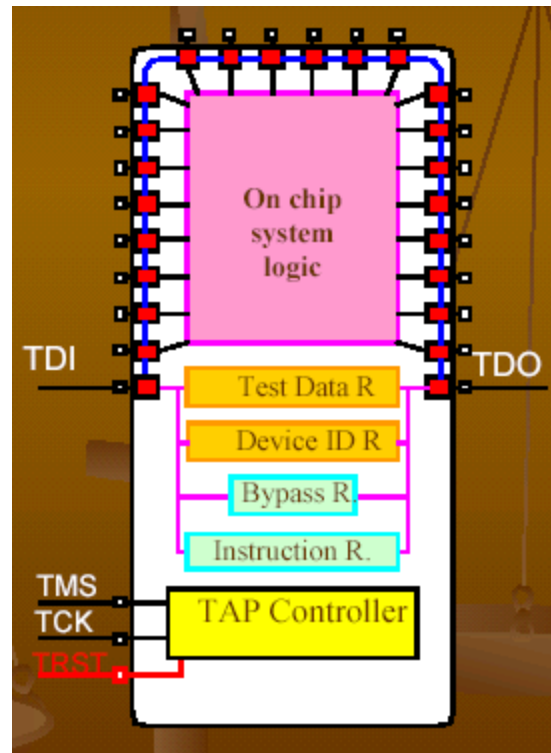 On chip
system
logic
TDI
TDO
Test Data R
Device ID R
Bypass R.
Instruction R.
TMS
TCK
TRST
TAP Controller